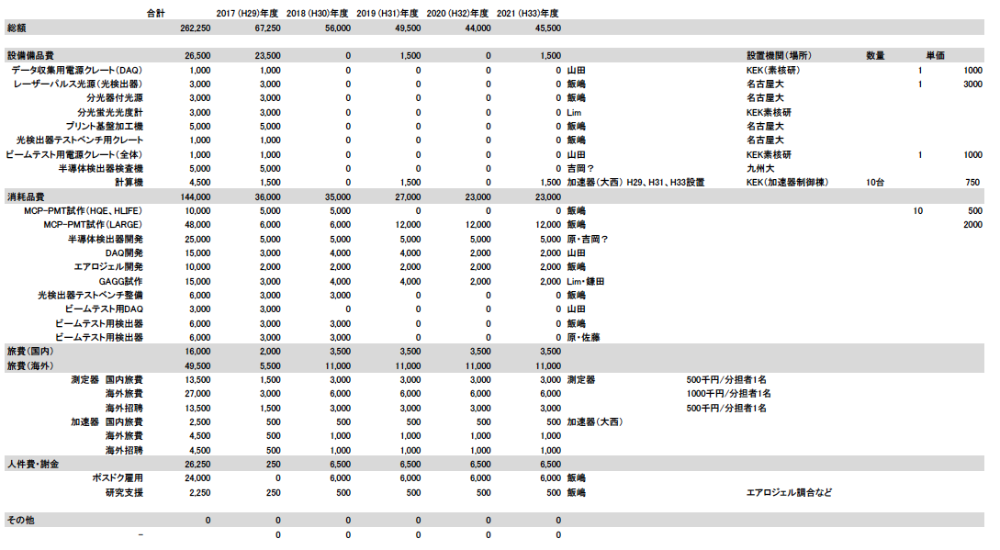 合計 2017 (H29)年度 2018 (H30)年度 2019 (H31)年度 2020 (H32)年度 2021 (H33)年度
総額 262,250 67,250 56,000 49,500 44,000 45,500
設備備品費 26,500 23,500 0 1,500 0 1,500 設置機関(場所) 数量 単価
データ収集用電源クレート(DAQ) 1,000 1,000 0 0 0 0 山田 KEK(素核研) 1 1000
レーザーパルス光源(光検出器) 3,000 3,000 0 0 0 0 飯嶋 名古屋大 1 3000
分光器付光源 3,000 3,000 0 0 0 0 飯嶋 名古屋大
分光蛍光光度計 3,000 3,000 0 0 0 0 Lim KEK素核研
プリント基盤加工機 5,000 5,000 0 0 0 0 飯嶋 名古屋大
光検出器テストベンチ用クレート 1,000 1,000 0 0 0 0 飯嶋 名古屋大
ビームテスト用電源クレート(全体) 1,000 1,000 0 0 0 0 山田 KEK素核研 1 1000
半導体検出器検査機 5,000 5,000 0 0 0 0 吉岡? 九州大
計算機 4,500 1,500 0 1,500 0 1,500 加速器(大西) H29、H31、H33設置 KEK(加速器制御棟) 10台 750
消耗品費 144,000 36,000 35,000 27,000 23,000 23,000
MCP-PMT試作(HQE、HLIFE) 10,000 5,000 5,000 0 0 0 飯嶋 10 500
MCP-PMT試作(LARGE) 48,000 6,000 6,000 12,000 12,000 12,000 飯嶋 2000
半導体検出器開発 25,000 5,000 5,000 5,000 5,000 5,000 原・吉岡?
DAQ開発 15,000 3,000 4,000 4,000 2,000 2,000 山田
エアロジェル開発 10,000 2,000 2,000 2,000 2,000 2,000 飯嶋
GAGG試作 15,000 3,000 4,000 4,000 2,000 2,000 Lim・鎌田
光検出器テストベンチ整備 6,000 3,000 3,000 0 0 0 飯嶋
ビームテスト用DAQ 3,000 3,000 0 0 0 0 山田
ビームテスト用検出器 6,000 3,000 3,000 0 0 0 飯嶋
ビームテスト用検出器 6,000 3,000 3,000 0 0 0 原・佐藤
旅費(国内) 16,000 2,000 3,500 3,500 3,500 3,500
旅費(海外) 49,500 5,500 11,000 11,000 11,000 11,000
測定器 国内旅費 13,500 1,500 3,000 3,000 3,000 3,000 測定器 500千円/分担者1名
海外旅費 27,000 3,000 6,000 6,000 6,000 6,000 1000千円/分担者1名
海外招聘 13,500 1,500 3,000 3,000 3,000 3,000 500千円/分担者1名
加速器 国内旅費 2,500 500 500 500 500 500 加速器(大西)
海外旅費 4,500 500 1,000 1,000 1,000 1,000
海外招聘 4,500 500 1,000 1,000 1,000 1,000
人件費・謝金 26,250 250 6,500 6,500 6,500 6,500
ポスドク雇用 24,000 0 6,000 6,000 6,000 6,000 飯嶋
研究支援 2,250 250 500 500 500 500 飯嶋 エアロジェル調合など
その他 0 0 0 0 0 0
- 0 0 0 0 0